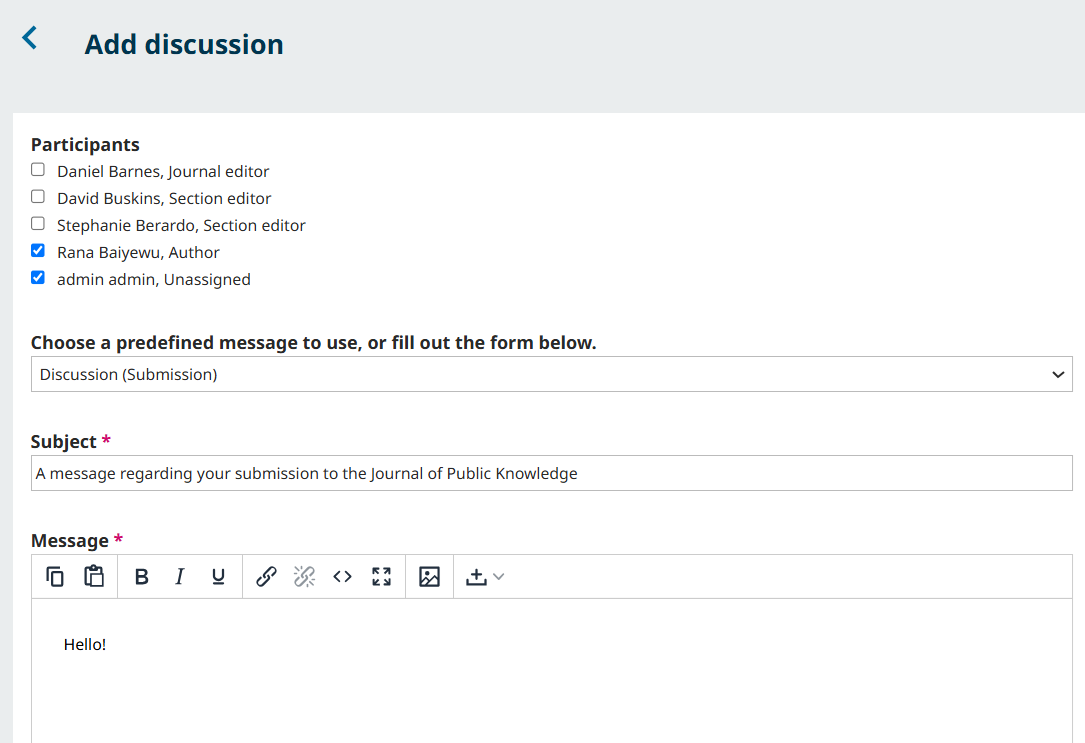 Add discussion
Participants
Daniel Barnes, Journal editor
David Buskins, Section editor
Stephanie Berardo, Section editor
Rana Baiyewu, Author
admin admin, Unassigned
Choose a predefined message to use, or fill out the form below.
Discussion (Submission)
Subject *
A message regarding your submission to the Journal of Public Knowledge
Message *
B I U
Hello!